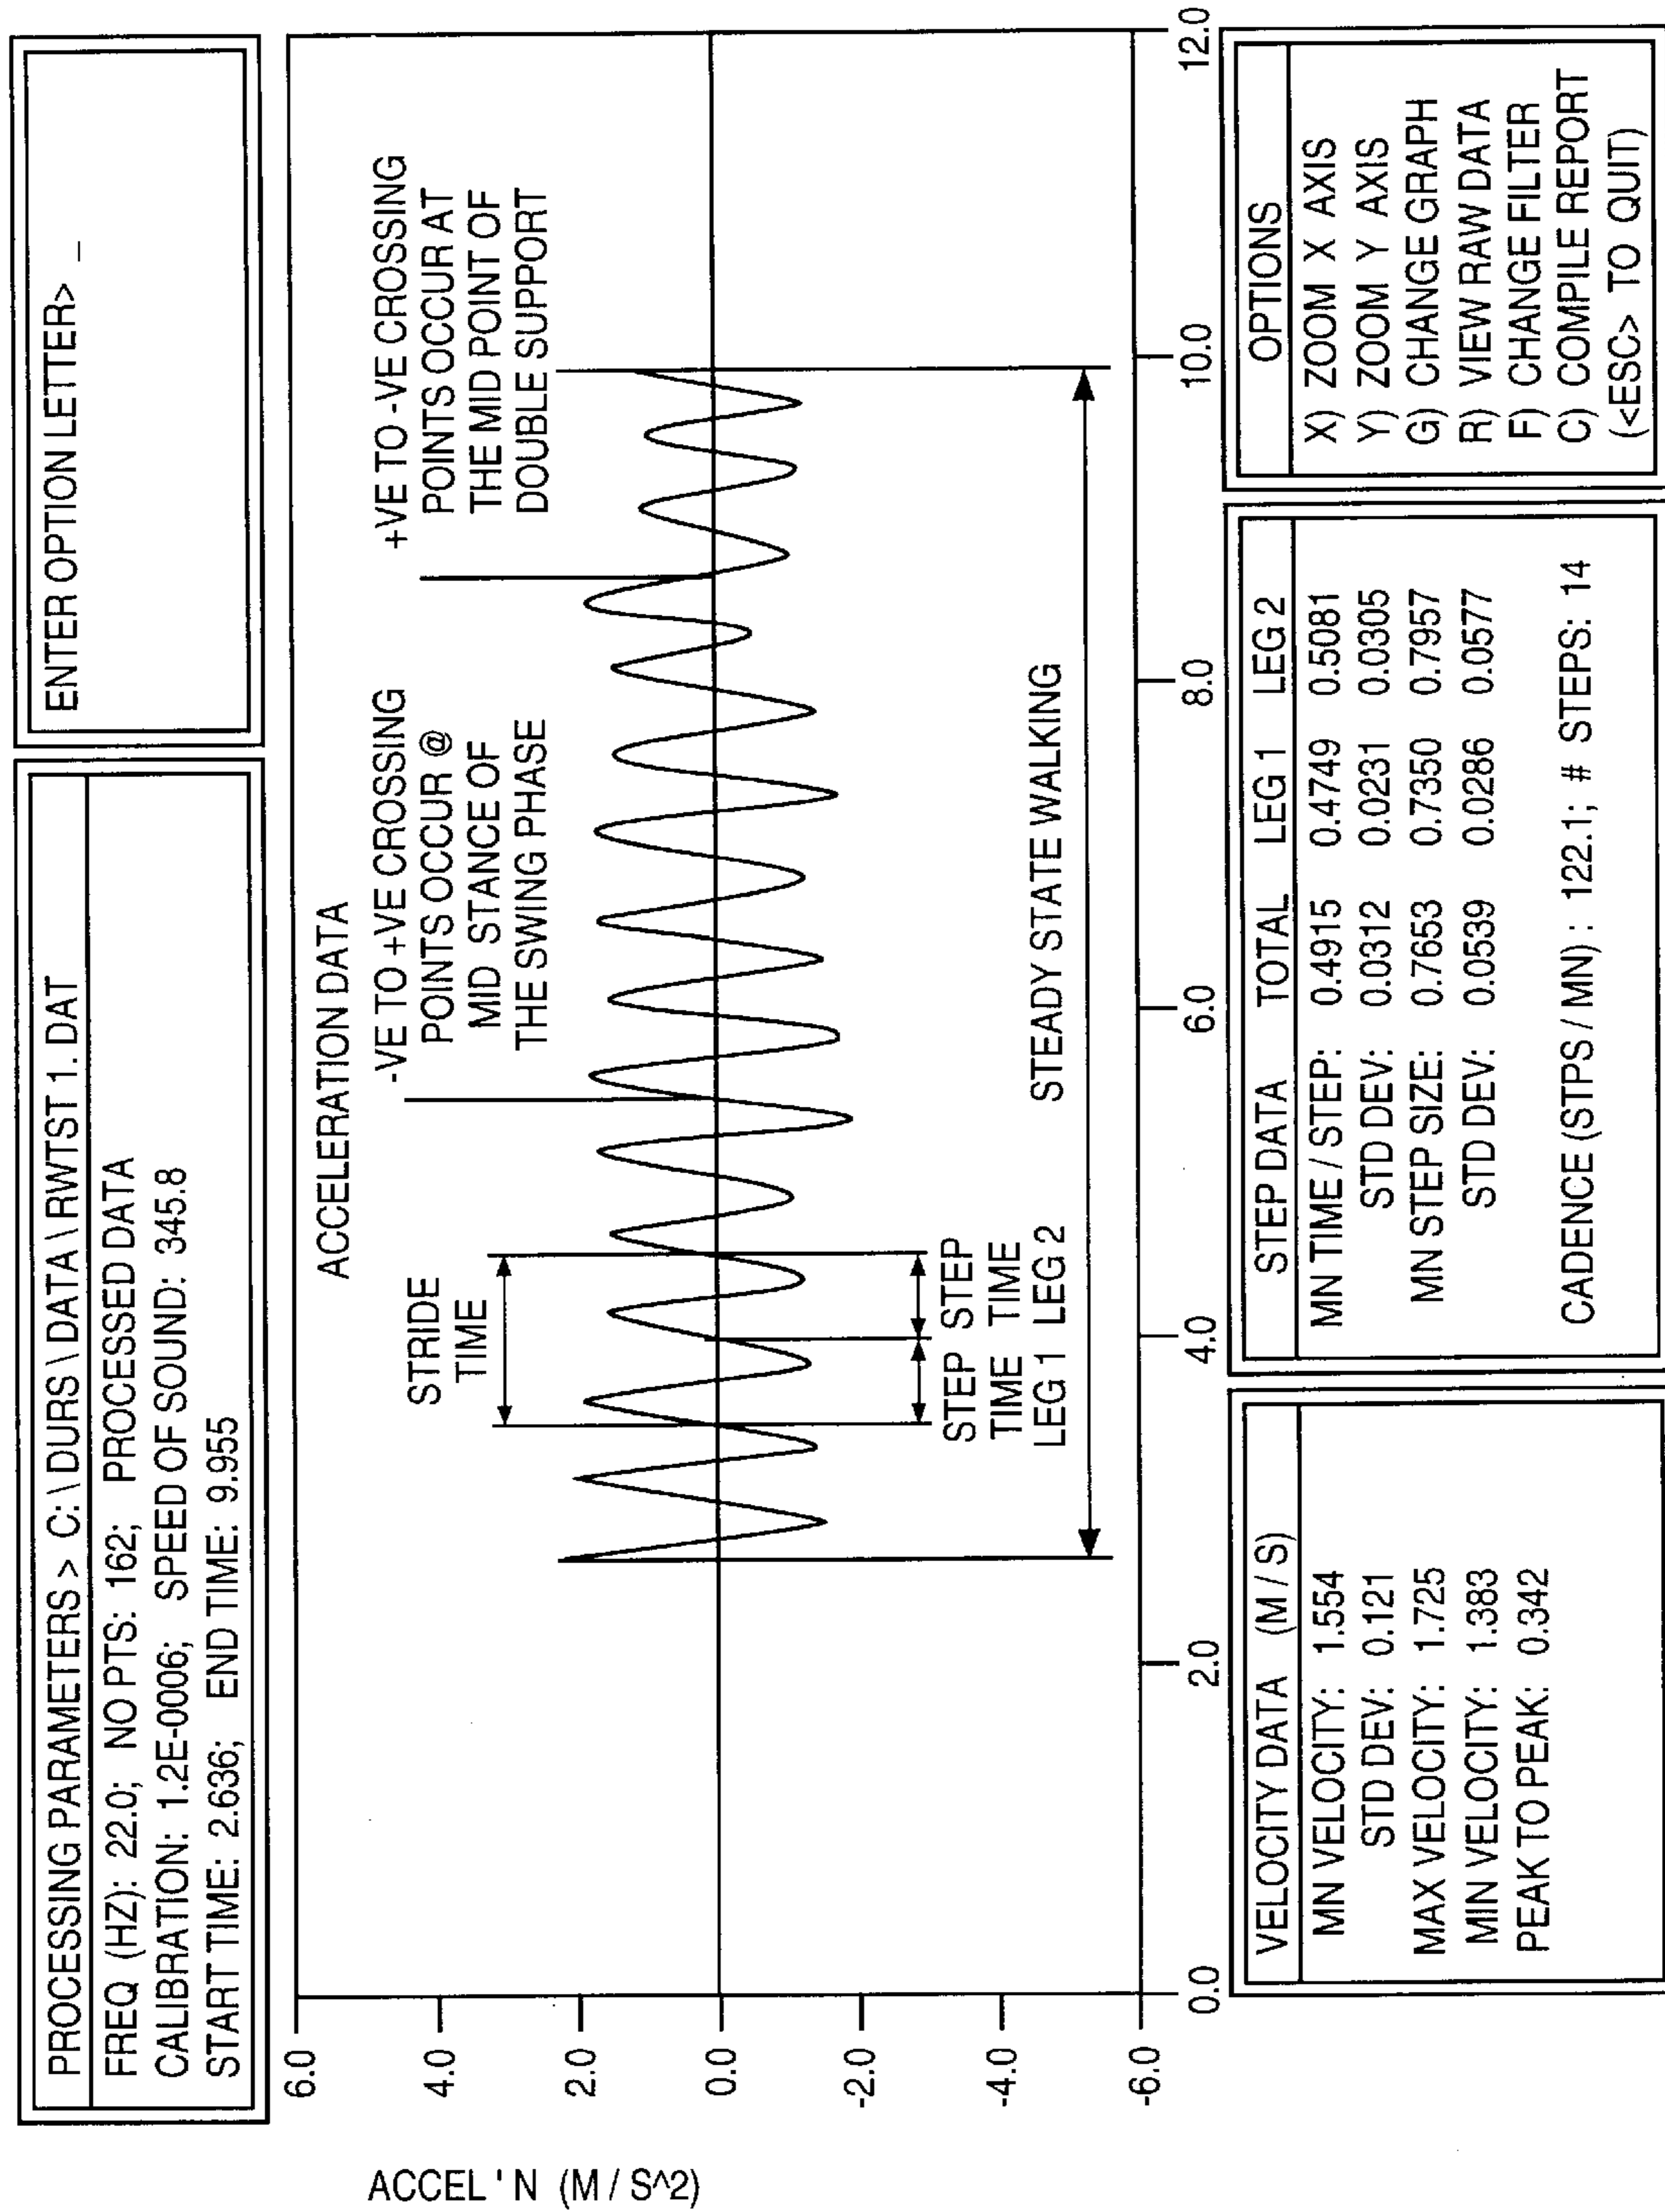 PROCESSING PARAMETERS > C: \ DURS \ DATA \ RWTST 1. DAT
FREQ (HZ): 22.0; NO PTS: 162; PROCESSED DATA
CALIBRATION: 1.2E-0006; SPEED OF SOUND: 345.8
START TIME: 2.636; END TIME: 9.955
ENTER OPTION LETTER> _
ACCELERATION DATA
ACCEL ' N (M / S^2)
6.0
4.0
2.0
0.0
-2.0
-4.0
-6.0
STRIDE
TIME
-VE TO +VE CROSSING
POINTS OCCUR @
MID STANCE OF
THE SWING PHASE
+VE TO -VE CROSSING
POINTS OCCUR AT
THE MID POINT OF
DOUBLE SUPPORT
STEP STEP
TIME TIME
LEG 1 LEG 2
STEADY STATE WALKING
0.0 2.0 4.0 6.0 8.0 10.0 12.0
VELOCITY DATA (M / S)
MN VELOCITY: 1.554
STD DEV: 0.121
MAX VELOCITY: 1.725
MIN VELOCITY: 1.383
PEAK TO PEAK: 0.342
STEP DATA TOTAL LEG 1 LEG 2
MN TIME / STEP: 0.4915 0.4749 0.5081
STD DEV: 0.0312 0.0231 0.0305
MN STEP SIZE: 0.7653 0.7350 0.7957
STD DEV: 0.0539 0.0286 0.0577
CADENCE (STPS / MN) : 122.1; # STEPS: 14
OPTIONS
X) ZOOM X AXIS
Y) ZOOM Y AXIS
G) CHANGE GRAPH
R) VIEW RAW DATA
F) CHANGE FILTER
C) COMPILE REPORT
(<ESC> TO QUIT)